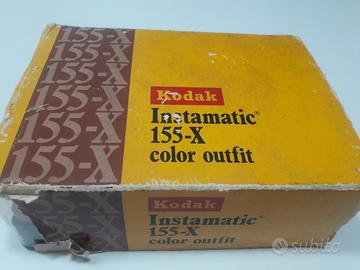 155-X
155-X
155-X
155-X
155-X
155-X
Kodak
Instamatic®
155-X
color outfit
Kodak
Instamatic®
155-X
color outfit
subito